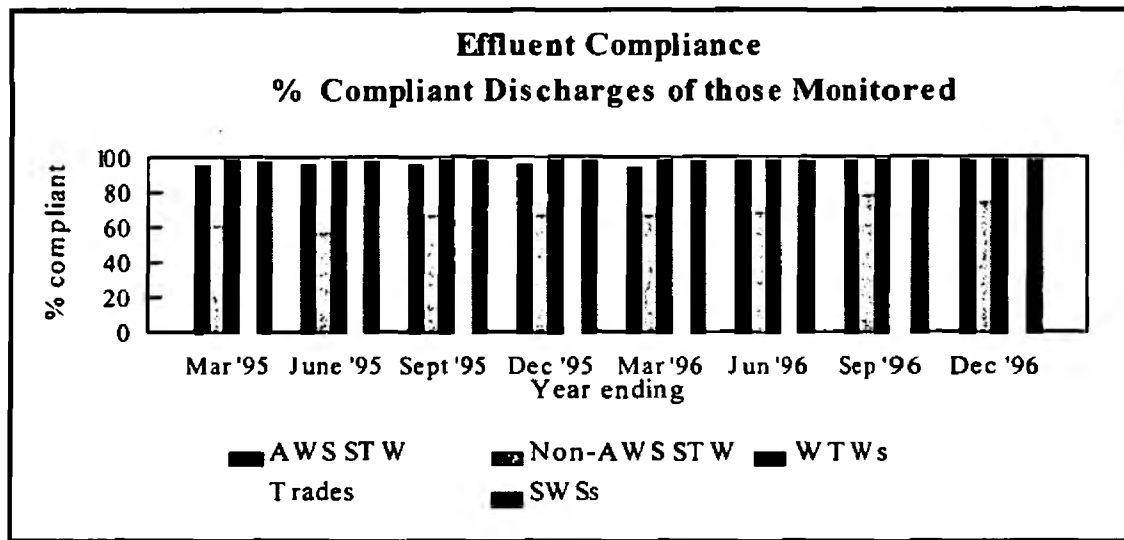 Effluent Compliance
% Compliant Discharges of those Monitored
% compliant
100
80
60
40
20
0
Mar '95 June '95 Sept '95 Dec '95 Mar '96 Jun '96 Sep '96 Dec '96
Year ending
AWS STW Non-AWS STW WTWs
Trades SWSs